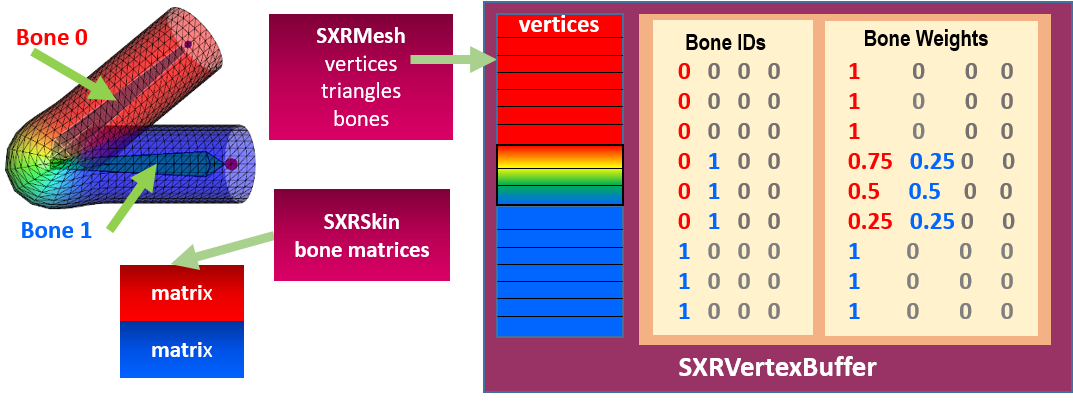 Bone 0
Bone 1
SXRMesh
vertices
triangles
bones
SXRSkin
bone matrices
matrix
matrix
vertices
Bone IDs
0 0 0 0
0 0 0 0
0 0 0 0
0 1 0 0
0 1 0 0
0 1 0 0
1 0 0 0
1 0 0 0
1 0 0 0
Bone Weights
1 0 0 0
1 0 0 0
1 0 0 0
0.75 0.25 0 0
0.5 0.5 0 0
0.25 0.25 0 0
1 0 0 0
1 0 0 0
1 0 0 0
SXRVertexBuffer